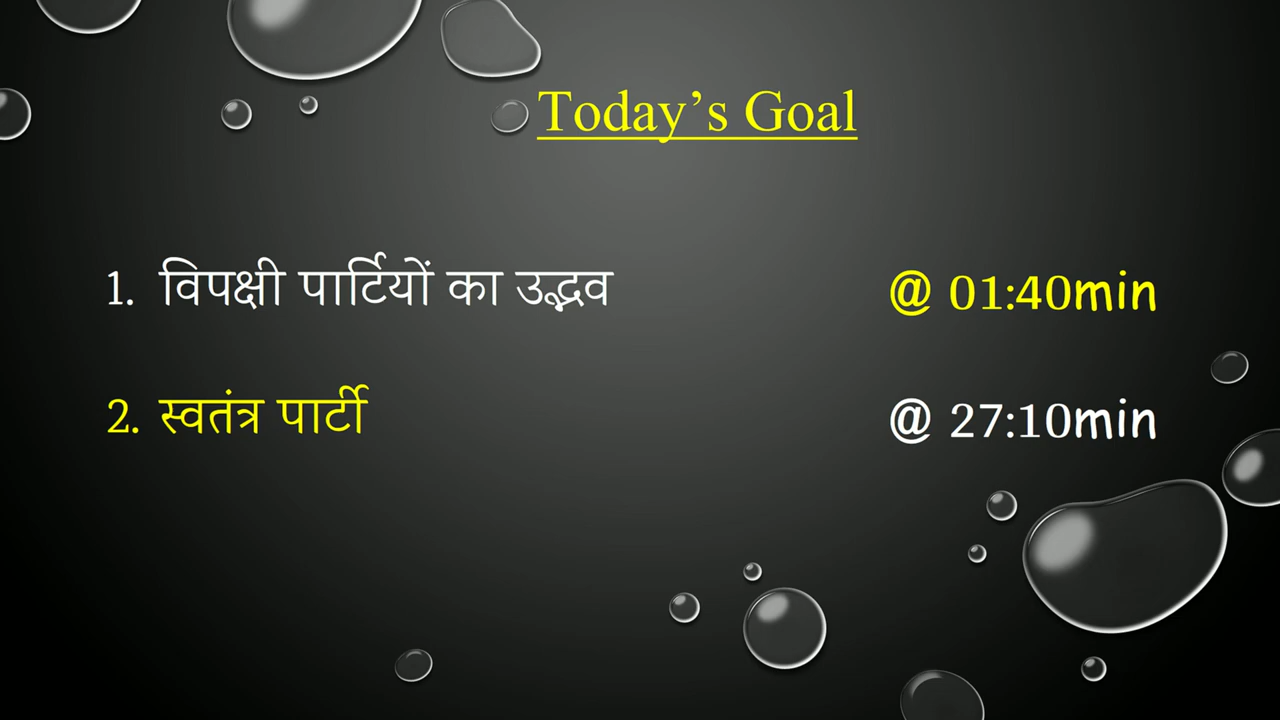 Today’s Goal
1. विपक्षी पार्टियों का उद्भव @ 01:40min
2. स्वतंत्र पार्टी @ 27:10min